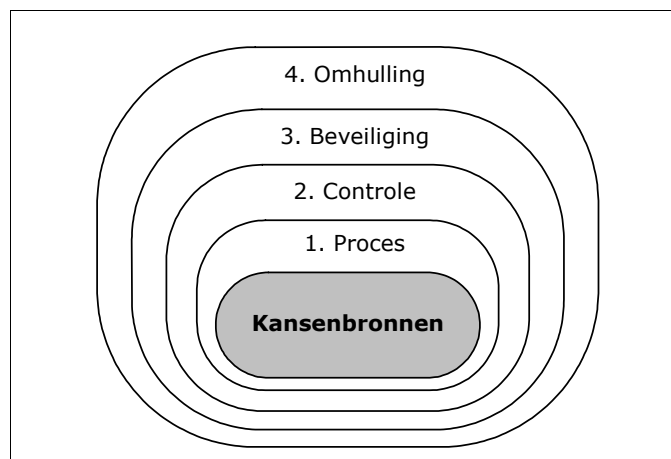 4. Omhulling
3. Beveiliging
2. Controle
1. Proces
Kansenbronnen